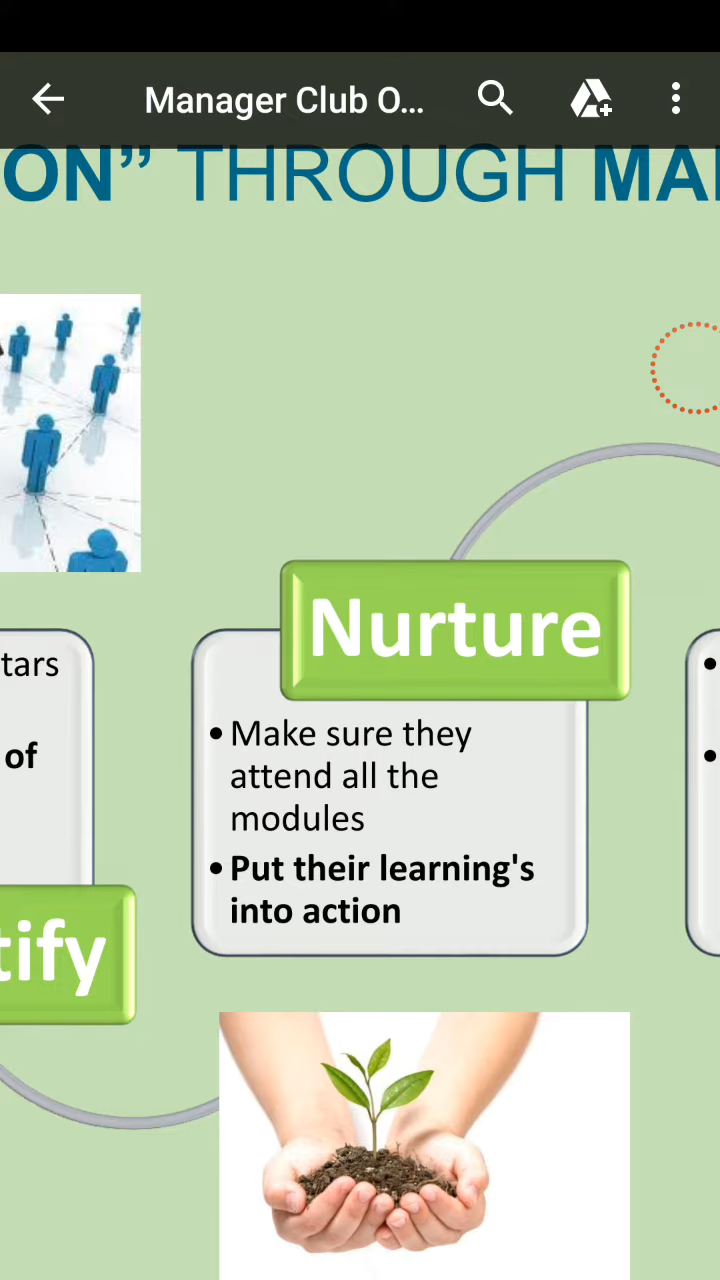 Manager Club O...
ON” THROUGH MA
tars
of
tify
Nurture
• Make sure they
attend all the
modules
• Put their learning's
into action
•
•